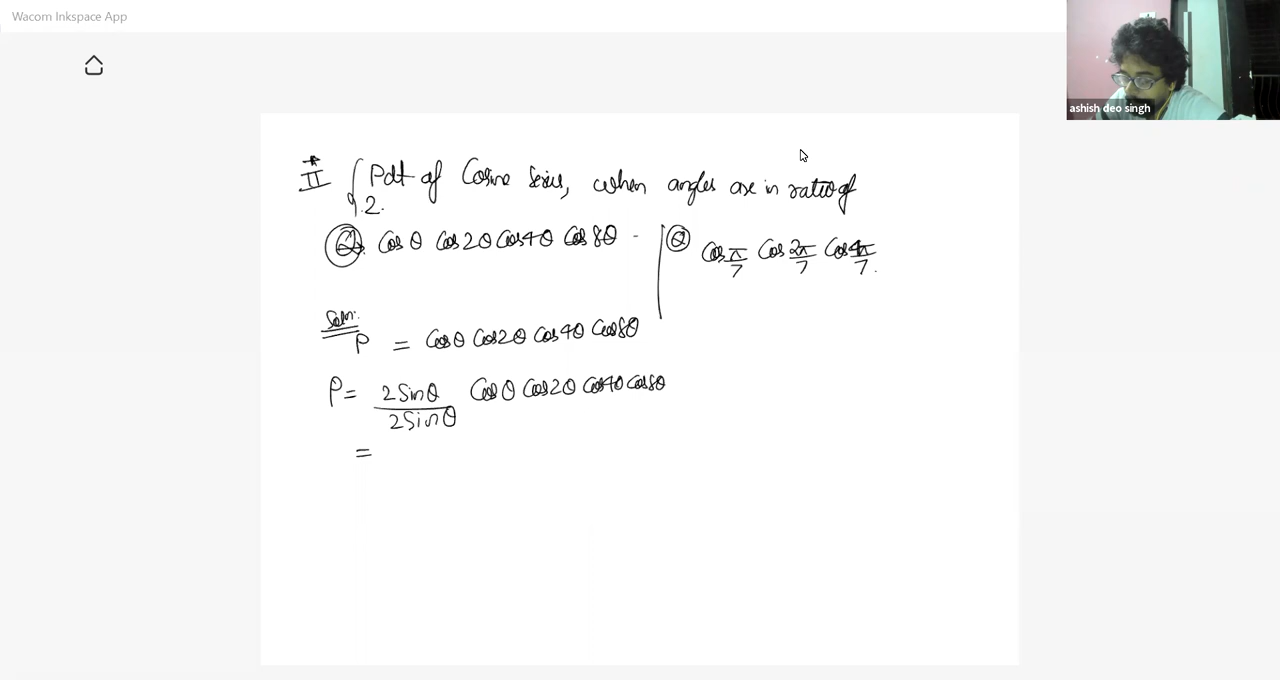 Wacom Inkspace App
ashish deo singh
II Pdt of Cosine Series, when angles are in ratio of 2.
Q. Cos θ Cos 2θ Cos 4θ Cos 8θ -
Q Cos π/7 Cos 2π/7 Cos 4π/7.
Soln:
P = Cos θ Cos 2θ Cos 4θ Cos 8θ
P = 2 Sin θ / 2 Sin θ Cos θ Cos 2θ Cos 4θ Cos 8θ
=